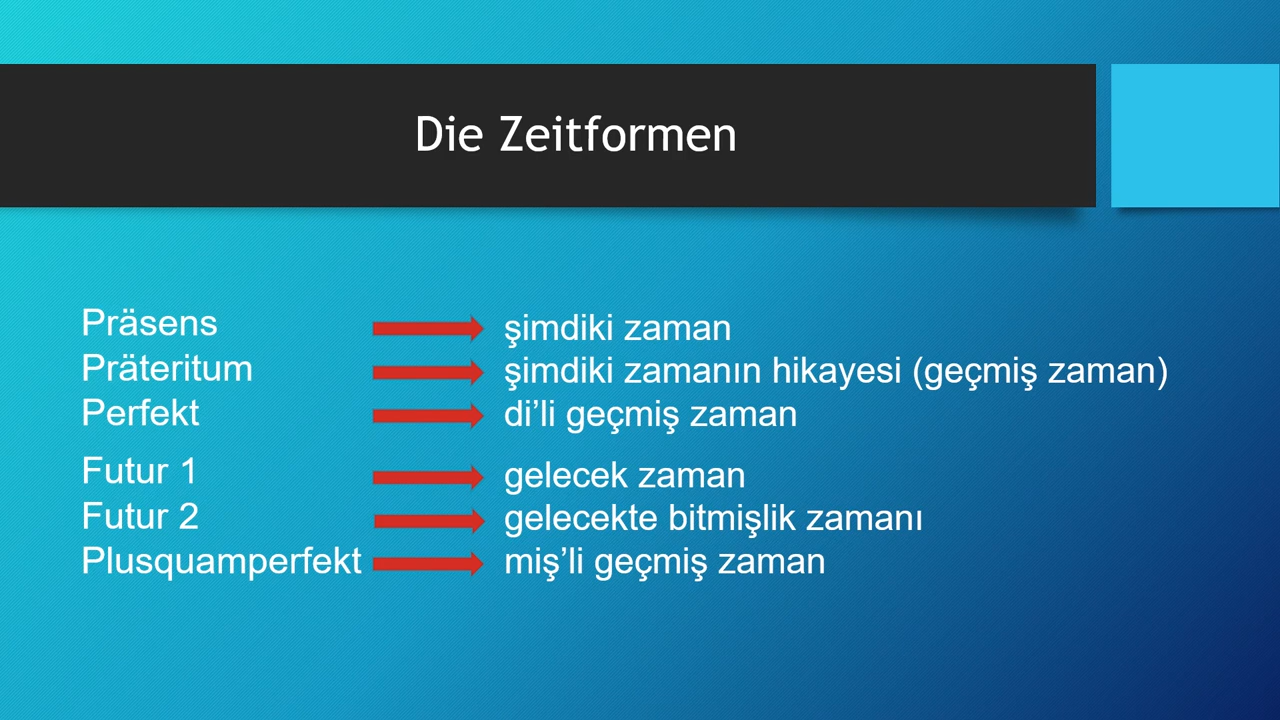 Die Zeitformen
Präsens şimdiki zaman
Präteritum şimdiki zamanın hikayesi (geçmiş zaman)
Perfekt di’li geçmiş zaman
Futur 1 gelecek zaman
Futur 2 gelecekte bitmişlik zamanı
Plusquamperfekt miş’li geçmiş zaman